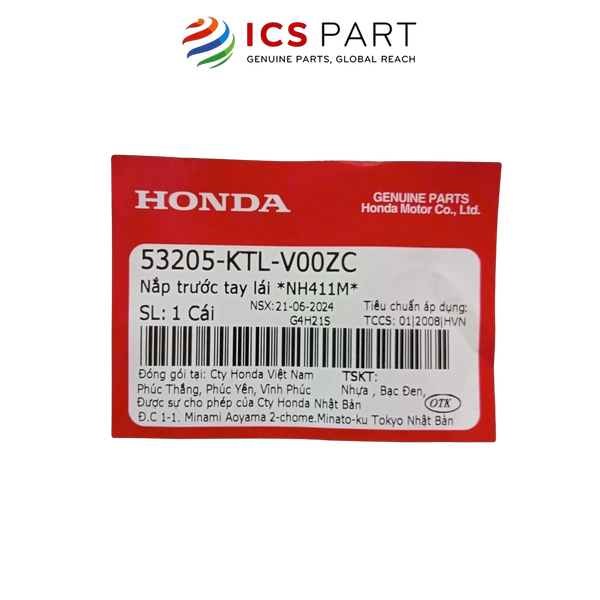 ICS PART
GENUINE PARTS, GLOBAL REACH
HONDA
GENUINE PARTS
Honda Motor Co., Ltd.
53205-KTL-V00ZC
Nắp trước tay lái *NH411M*
SL: 1 Cái
NSX:21-06-2024
G4H21S
Tiêu chuẩn áp dụng:
TCCS: 01|2008|HVN
Đóng gói tại: Cty Honda Việt Nam
TSKT:
Phúc Thắng, Phúc Yên, Vĩnh Phúc
Nhựa , Bạc Đen,
Được sự cho phép của Cty Honda Nhật Bản
OTK
Đ.C 1-1. Minami Aoyama 2-chome.Minato-ku Tokyo Nhật Bản